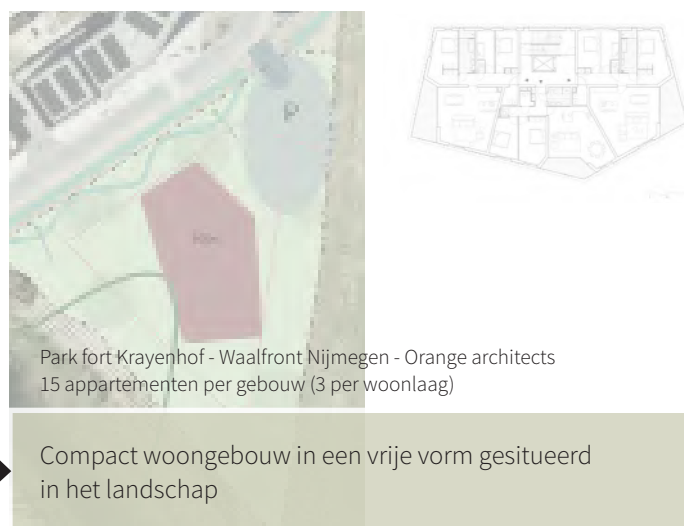 P
Park fort Krayenhof - Waalfront Nijmegen - Orange architects
15 appartementen per gebouw (3 per woonlaag)
Compact woongebouw in een vrije vorm gesitueerd
in het landschap